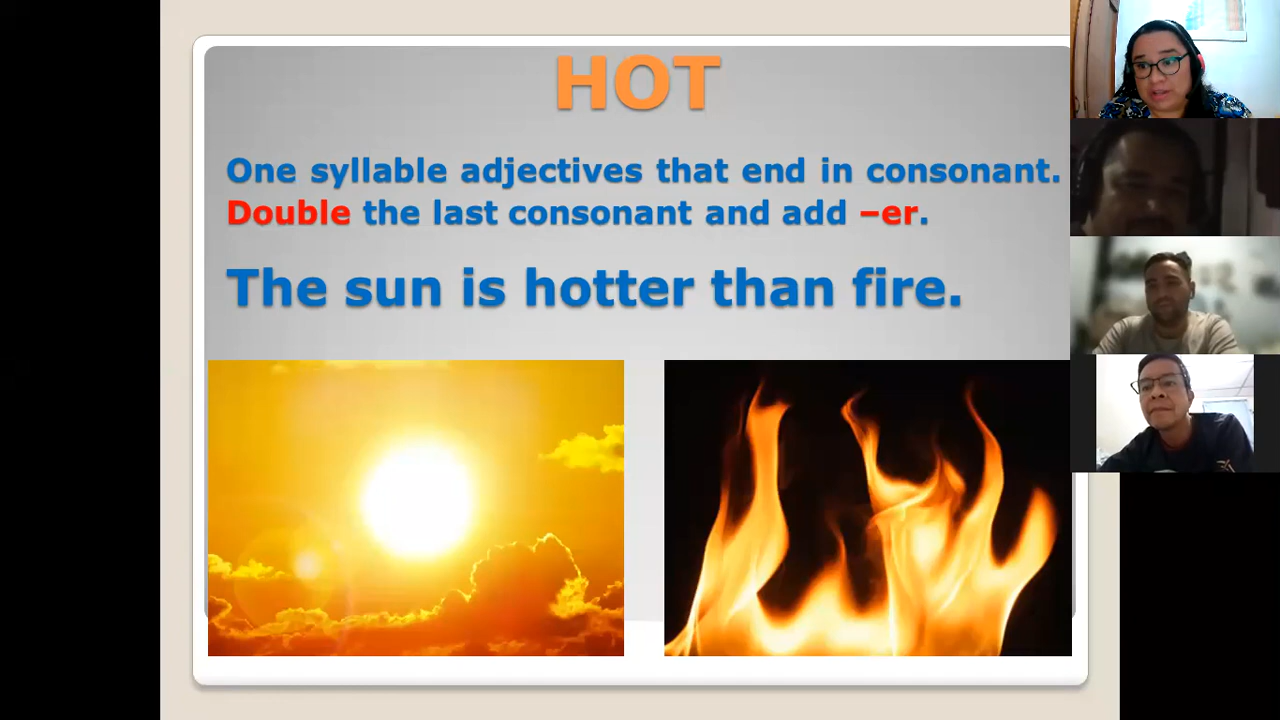 HOT
One syllable adjectives that end in consonant.
Double the last consonant and add –er.
The sun is hotter than fire.